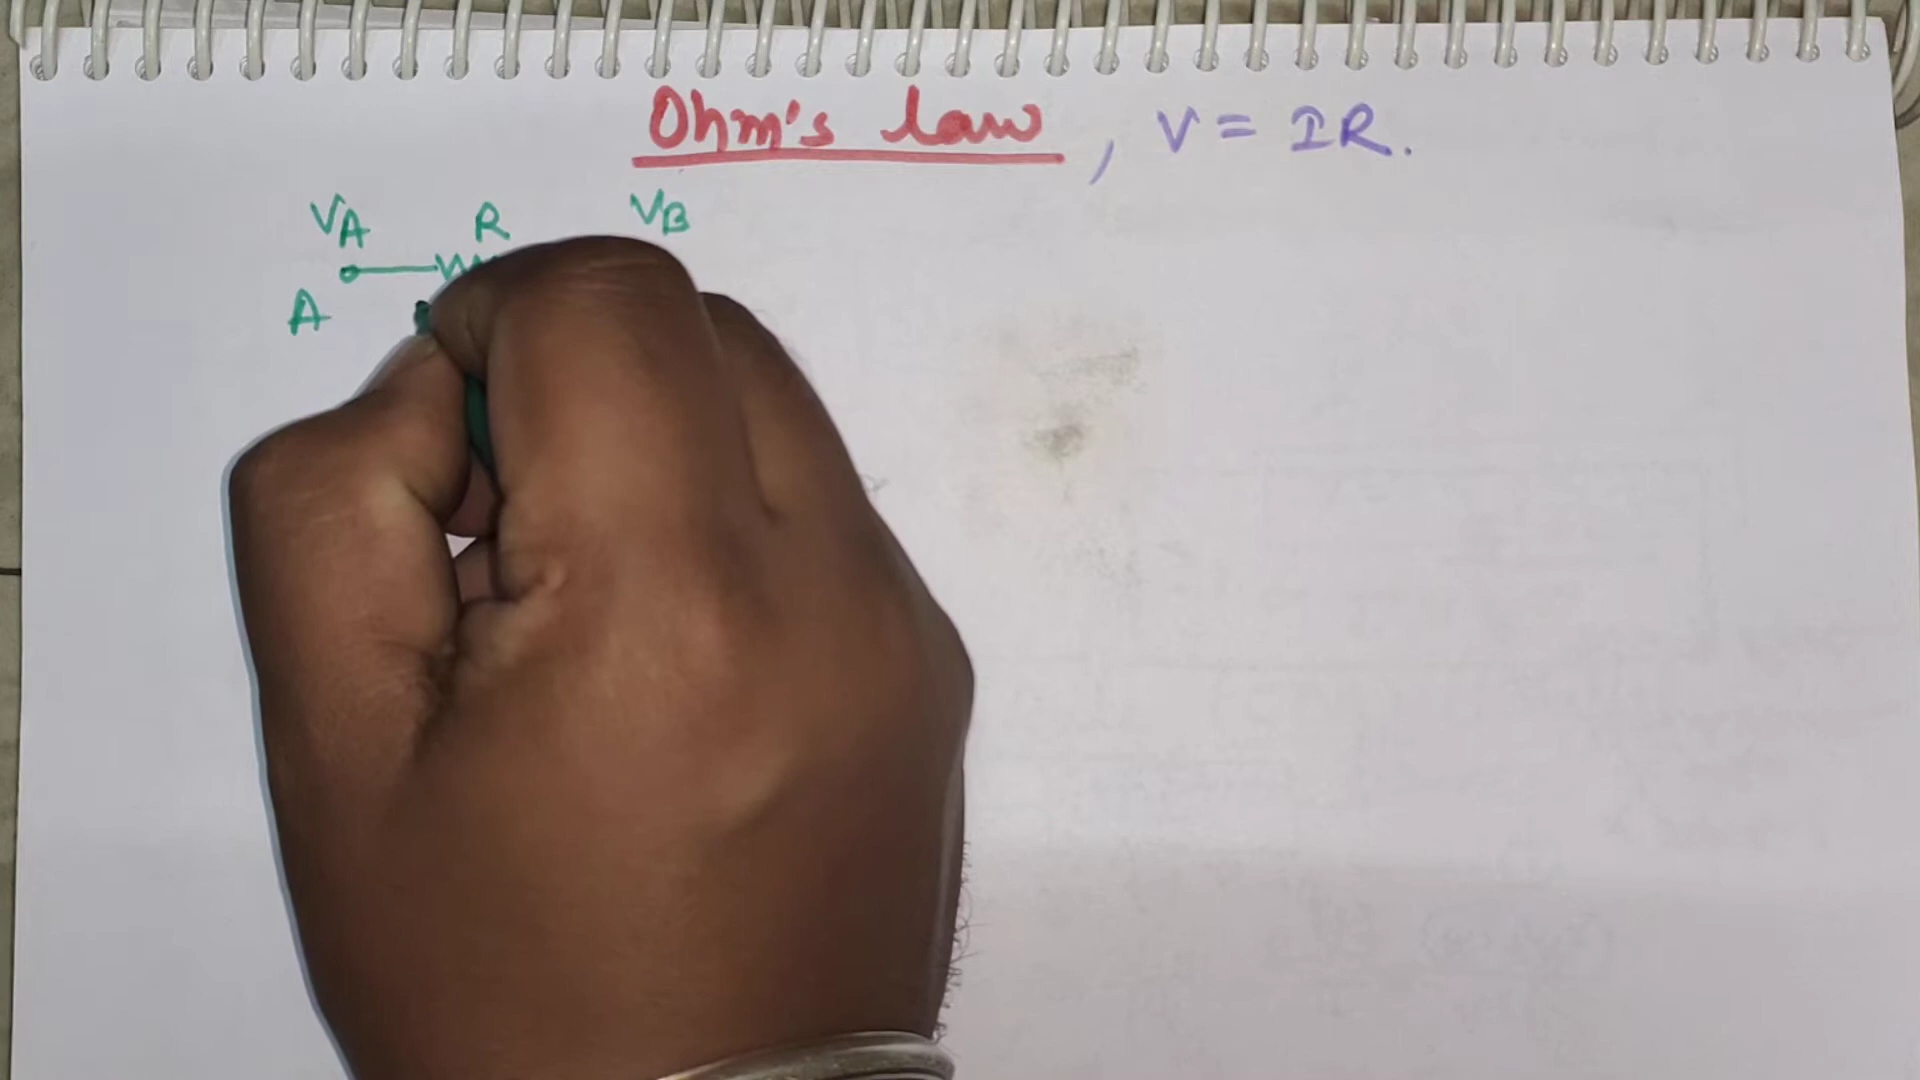 Ohm's law, V = IR.
VA R VB
A